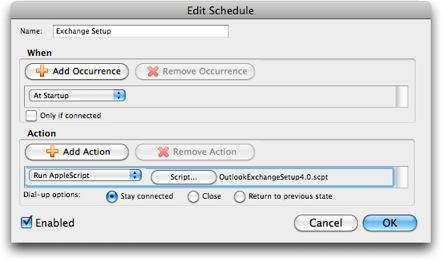 Edit Schedule
Name: Exchange Setup
When
Add Occurrence Remove Occurrence
At Startup
Only if connected
Action
Add Action Remove Action
Run AppleScript Script... OutlookExchangeSetup4.0.scpt
Dial-up options: Stay connected Close Return to previous state
Enabled Cancel OK